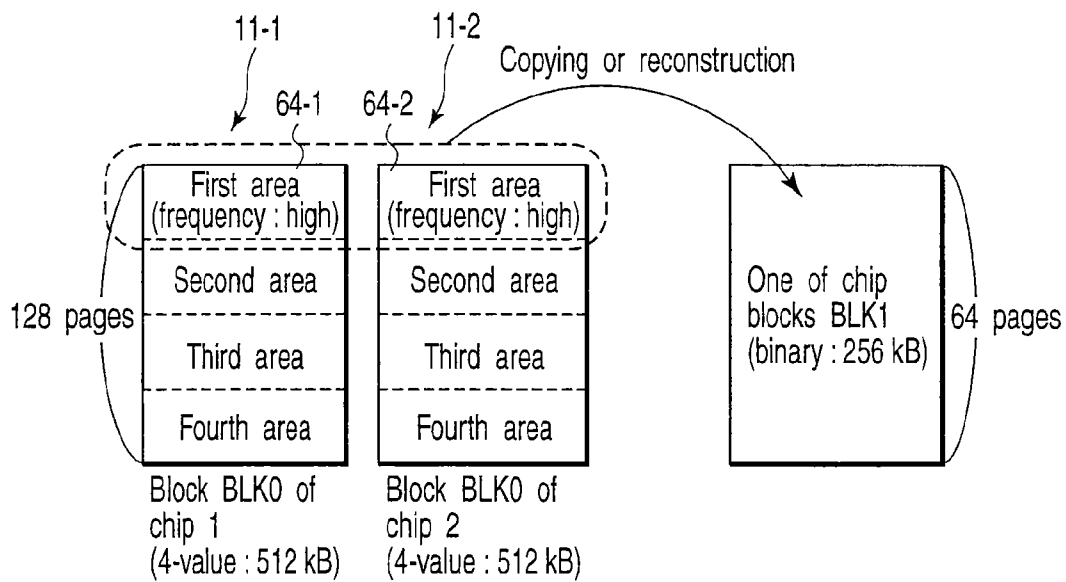 11-1
11-2
Copying or reconstruction
64-1
64-2
First area
(frequency : high)
First area
(frequency : high)
Second area
Second area
Third area
Third area
Fourth area
Fourth area
128 pages
One of chip
blocks BLK1
(binary : 256 kB)
64 pages
Block BLK0 of
chip 1
(4-value : 512 kB)
Block BLK0 of
chip 2
(4-value : 512 kB)